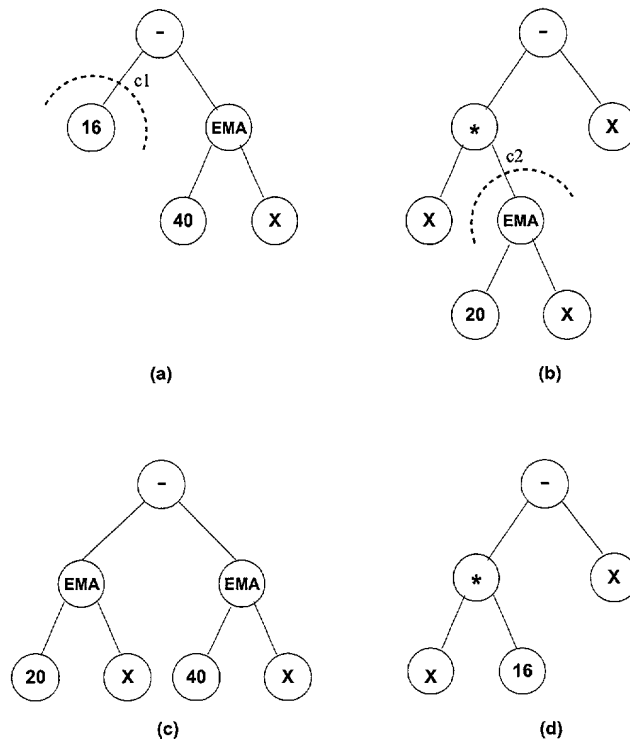 - -
c1
16 EMA * X
c2
40 X X EMA
20 X
(a) (b)
- -
EMA EMA * X
20 X 40 X X 16
(c) (d)